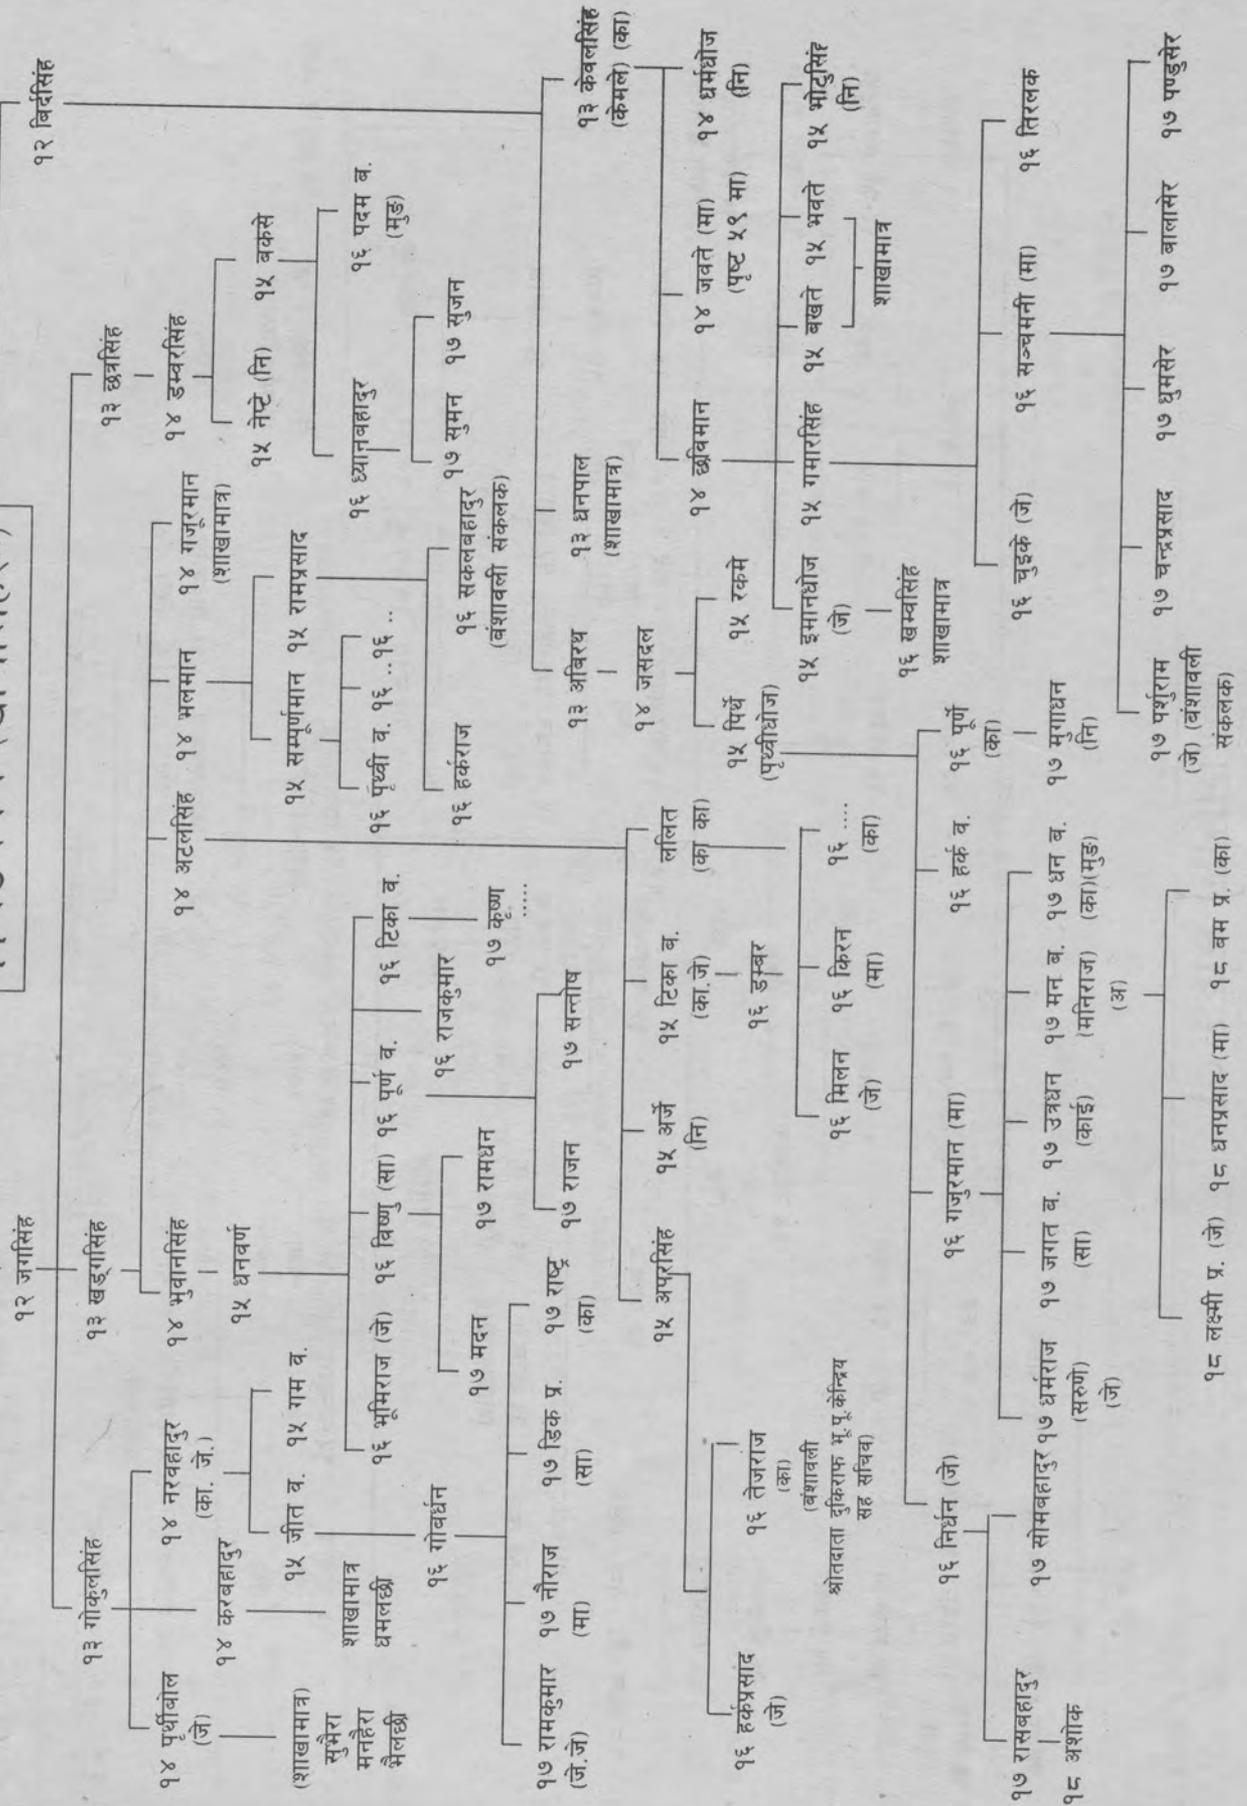 १२ जगसिंह
१२ बिर्दसिंह
१३ गोकुलसिंह
१३ खड्गसिंह
१३ छत्रसिंह
१४ पृर्थीबोल
(जे)
१४ करबहादुर
१४ नरबहादुर
(का. जे.)
१४ भुवानसिंह
१४ अटलसिंह
१४ भलमान
१४ गजुरमान
(शाखामात्र)
१४ डम्वरसिंह
(शाखामात्र)
सुभैरा
मनहैरा
भैलछी
शाखामात्र
धमलछी
१५ जीत ब.
१५ गम ब.
१५ धनवर्ण
१५ सम्पूर्णमान
१५ रामप्रसाद
१५ नेप्टे (नि)
१५ बकसे
१६ गोबर्धन
१६ भुमिराज (जे)
१६ विष्णु (सा)
१६ पूर्ण व.
१६ राजकुमार
१६ टिका व.
१६ पृथ्वी ब.
१६ ..
१६ ..
१६ हर्कराज
१६ सकलबहादुर
(बंशावली संकलक)
१६ ध्यानबहादुर
१६ पदम ब.
(मुङ)
१७ रामकुमार
(जे.जे)
१७ नौराज
(मा)
१७ डिक प्र.
(सा)
१७ राष्ट्र
(का)
१७ मदन
१७ रामधन
१७ राजन
१७ सन्तोष
१७ कृष्ण
.....
१७ सुमन
१७ सुजन
१५ अपरसिंह
१५ अर्जे
(नि)
१५ टिका ब.
(का.जे)
ललित
(का का)
१६ डम्बर
१६ हर्कप्रसाद
(जे)
१६ तेजराज
(का)
(बंशावली
श्रोतदाता दुकिराफ भू.पू.केन्द्रिय
सह सचिव)
१६ मिलन
(जे)
१६ किरन
(मा)
१६ ....
(का)
१३ अबिरथ
१३ धनपाल
(शाखामात्र)
१३ केवलसिंह
(केमले) (का)
१४ जसदल
१४ छविमान
१४ जवते (मा)
(पृष्ट ५९ मा)
१४ धर्मधोज
(नि)
१५ पिर्थे
(पृथ्वीधोज)
१५ रकमे
१५ इमानधोज
(जे)
१५ गमारसिंह
१५ बखते
१५ भवते
१५ भोटुसिंह
(नि)
शाखामात्र
१६ खम्वसिंह
शाखामात्र
१६ निर्धन (जे)
१६ गजुरमान (मा)
१६ हर्क व.
१६ पूर्ण
(का)
१६ चुड्के (जे)
१६ सञ्चमनी (मा)
१६ तिरलक
१७ रासबहादुर
१७ सोमबहादुर
१७ धर्मराज
(सरुणे)
(जे)
१७ जगत ब.
(सा)
१७ उत्रधन
(काई)
१७ मन ब.
(मनिराज)
(अ)
१७ धन ब.
(का)(मुङ)
१७ मुगाधन
(नि)
१७ पर्शुराम
(जे) (बंशावली
संकलक)
१७ चन्द्रप्रसाद
१७ धुमसेर
१७ बालासेर
१७ पण्डुसेर
१८ अशोक
१८ लक्ष्मी प्र. (जे)
१८ धनप्रसाद (मा)
१८ बम प्र. (का)